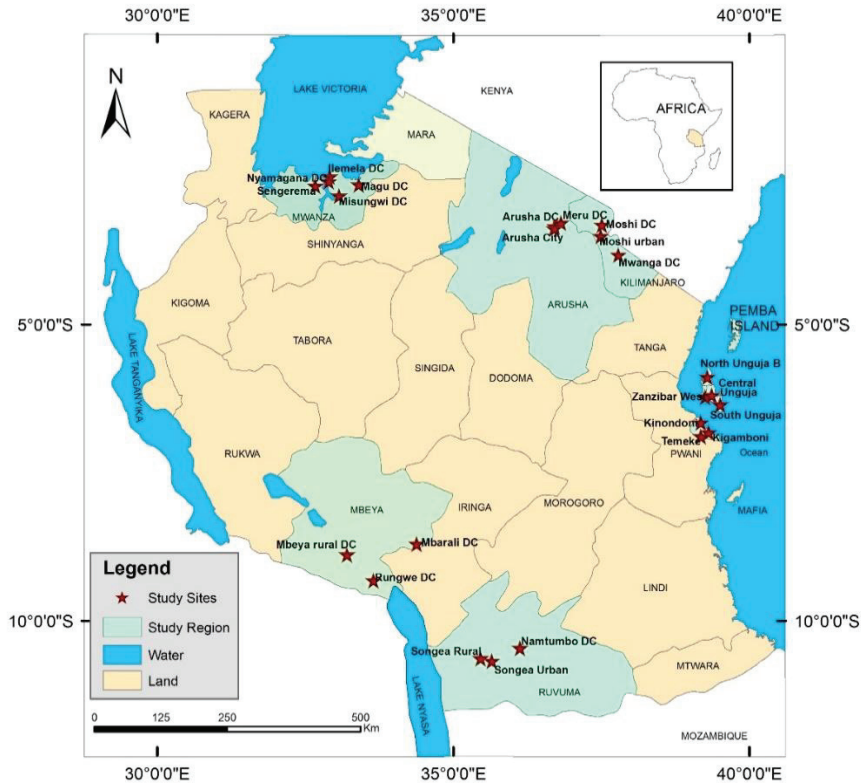 30°0'0"E 35°0'0"E 40°0'0"E
N
LAKE VICTORIA
KENYA
AFRICA
KAGERA
MARA
Ilemela DC
Nyamagana DC
Sengerema
Magu DC
Misungwi DC
MWANZA
SHINYANGA
Arusha DC
Meru DC
Moshi DC
Arusha City
Moshi urban
Mwanga DC
KILIMANJARO
ARUSHA
KIGOMA
5°0'0"S
5°0'0"S
PEMBA
ISLAND
LAKE TANGANYIKA
TABORA
SINGIDA
DODOMA
TANGA
North Unguja B
Central
Unguja
Zanzibar West
South Unguja
Kinondoni
Kigamboni
Temeke
PWANI
Ocean
RUKWA
MBEYA
IRINGA
MOROGORO
MAFIA
Mbeya rural DC
Mbarali DC
Rungwe DC
LINDI
Legend
Study Sites
Study Region
Water
Land
10°0'0"S
10°0'0"S
Namtumbo DC
Songea Rural
Songea Urban
MTWARA
RUVUMA
LAKE NYASA
0 125 250 500
Km
MOZAMBIQUE
30°0'0"E 35°0'0"E 40°0'0"E